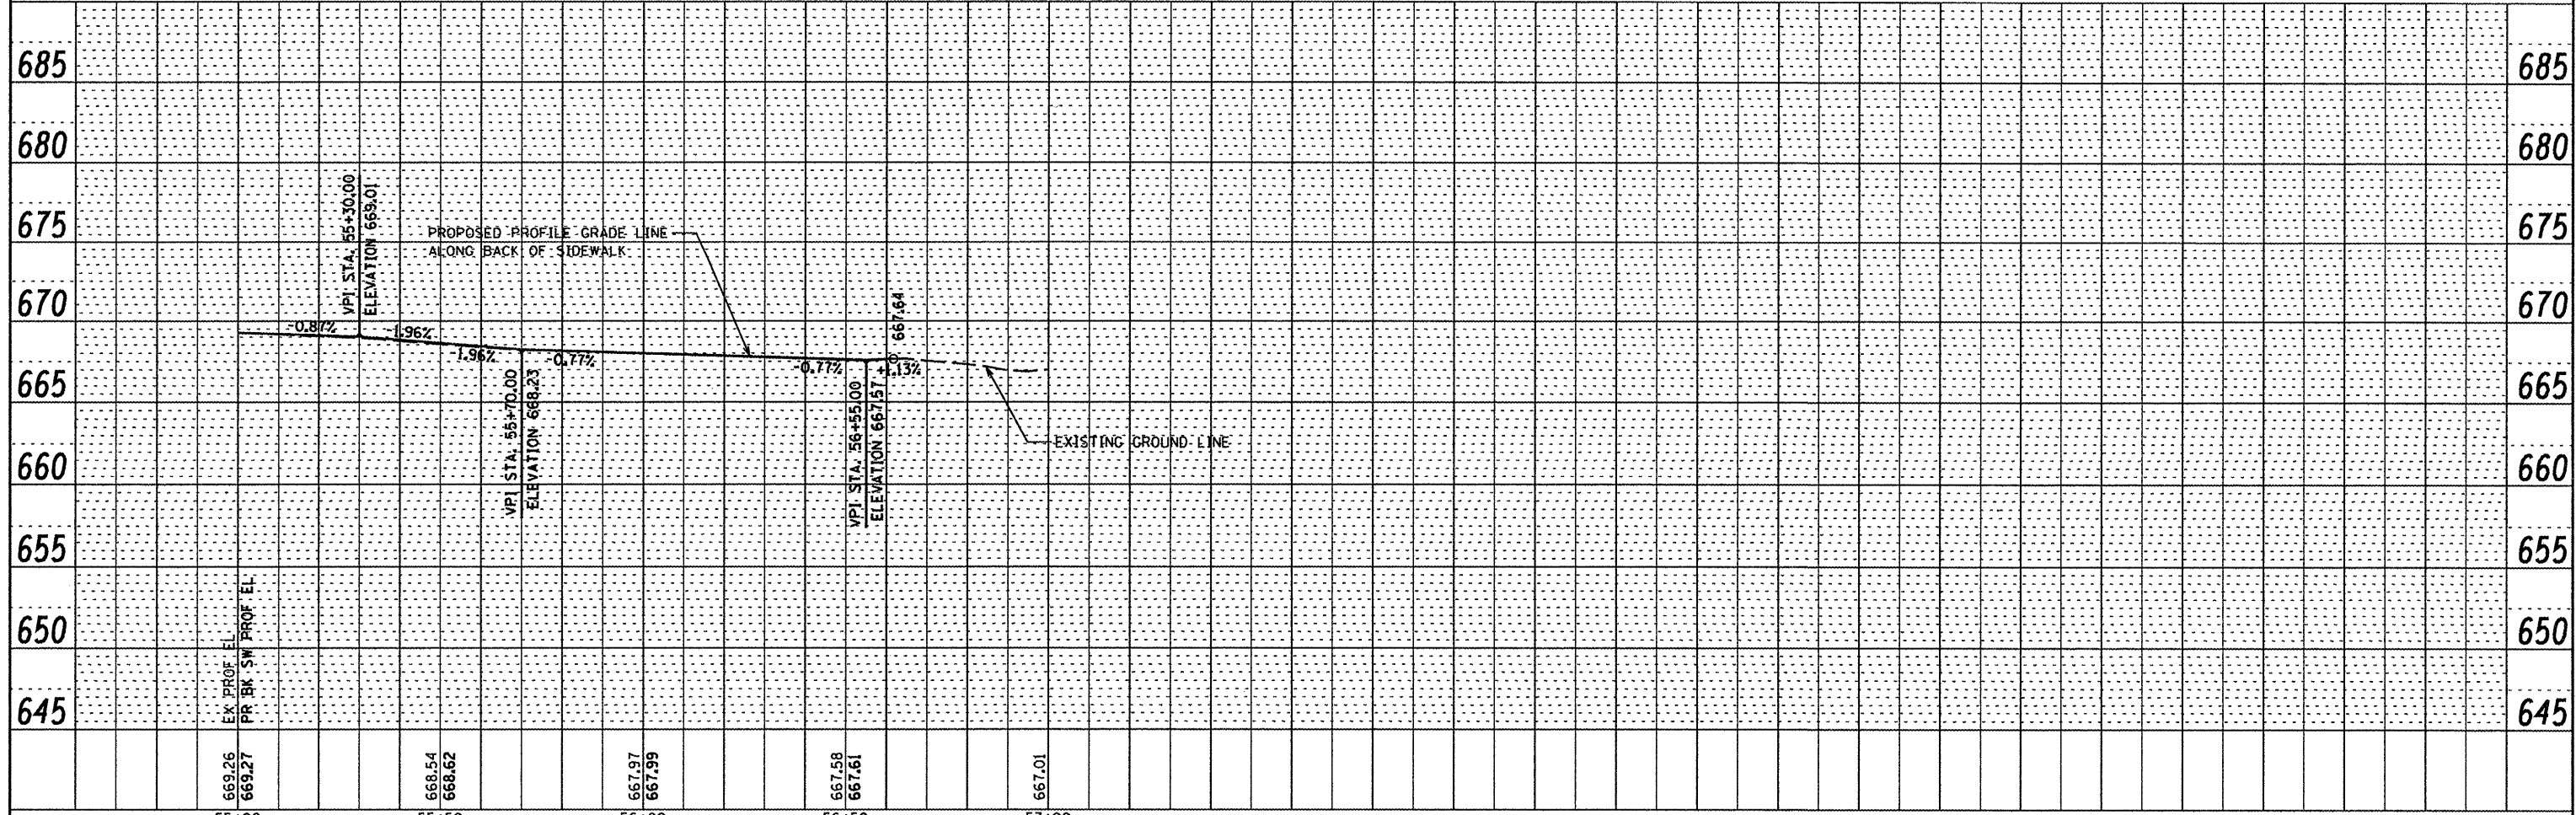 685 685
680 680
675 675
670 670
665 665
660 660
655 655
650 650
645 645
VPI STA. 55+30.00
ELEVATION 669.01
PROPOSED PROFILE GRADE LINE
ALONG BACK OF SIDEWALK
-0.87%
-1.96%
-1.96%
-0.77%
VPI STA. 55+70.00
ELEVATION 668.23
-0.77%
+1.13%
VPI STA. 56+55.00
ELEVATION 667.57
667.64
EXISTING GROUND LINE
EX PROF EL
PR BK SW PROF EL
669.26
669.27
668.54
668.62
667.97
667.99
667.58
667.61
667.01